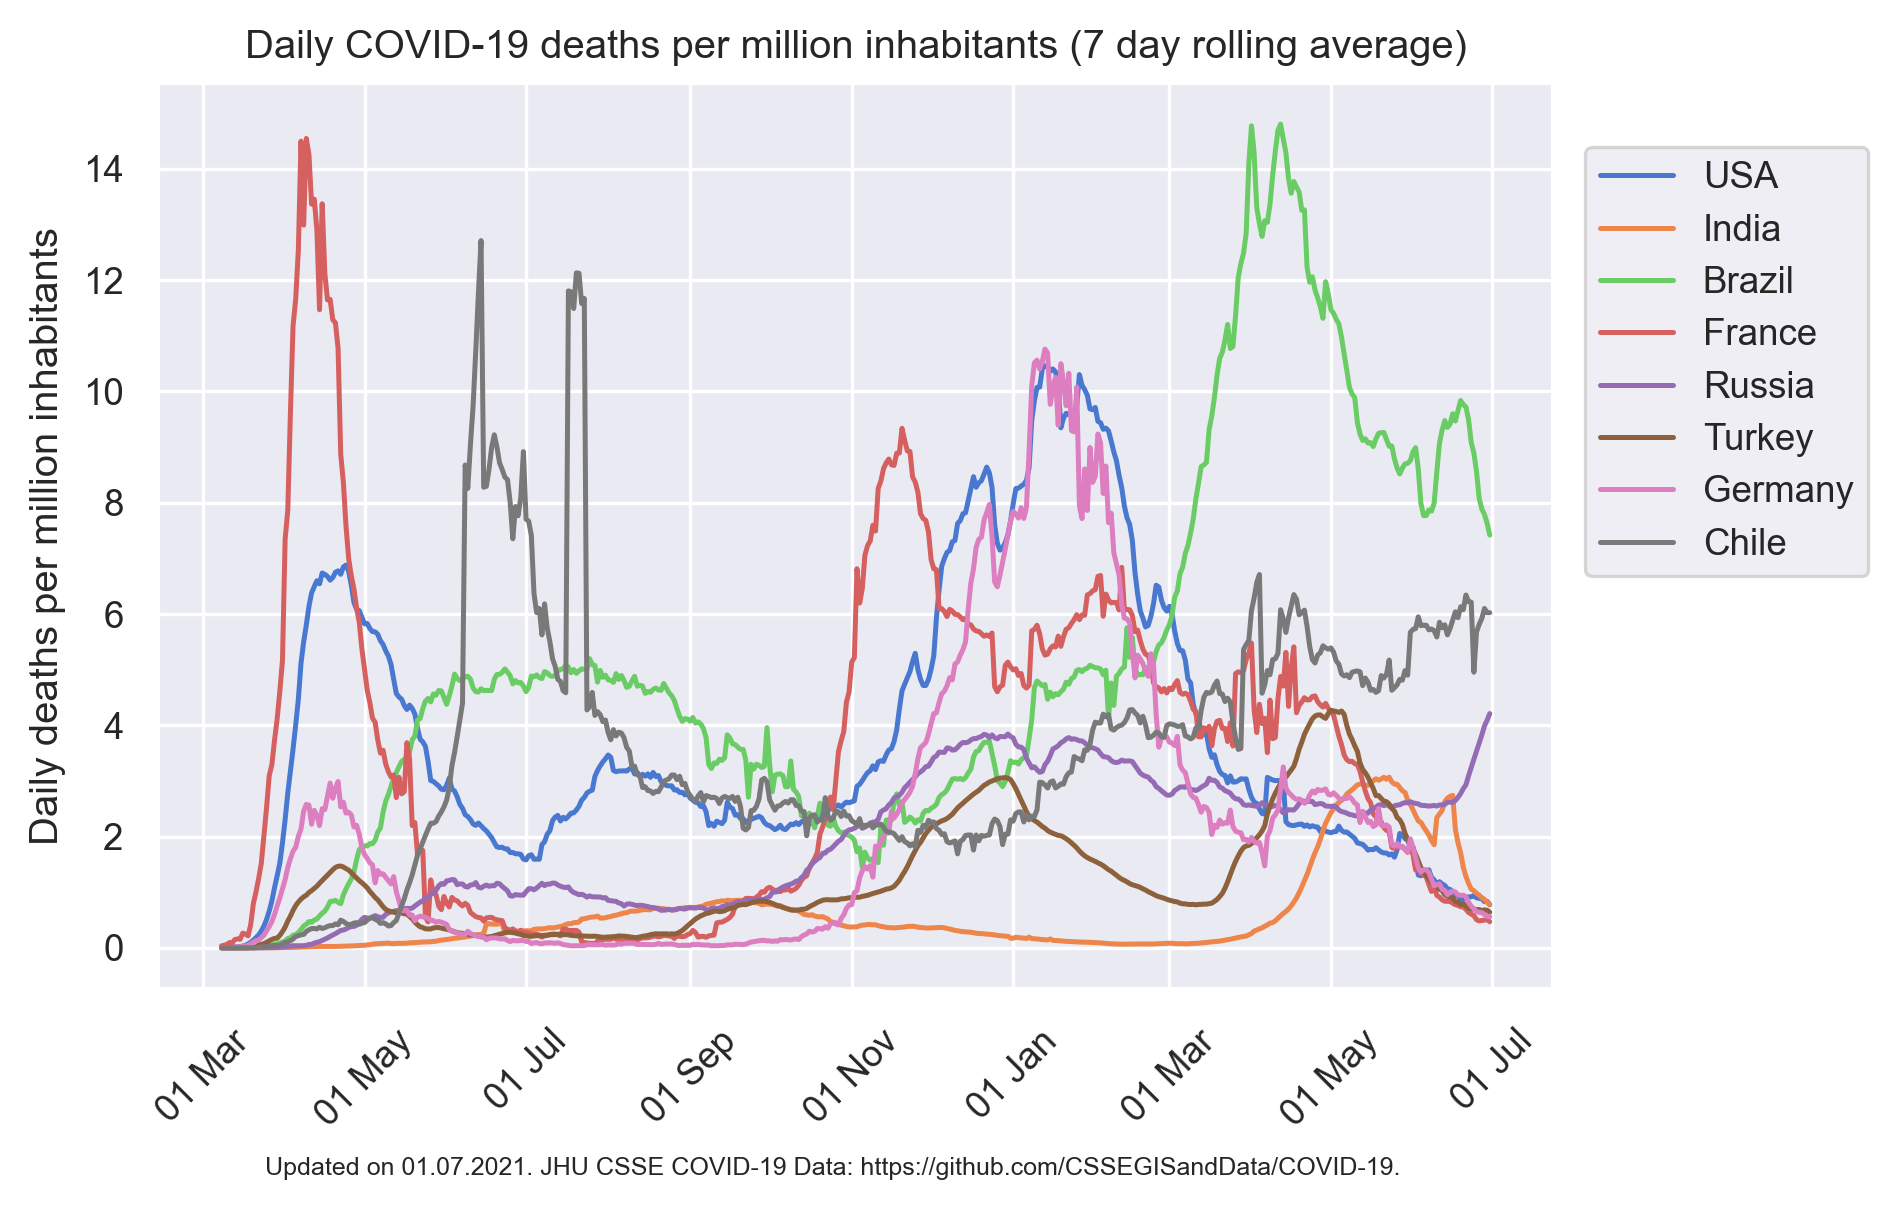 Daily COVID-19 deaths per million inhabitants (7 day rolling average)
Daily deaths per million inhabitants
14
12
10
8
6
4
2
0
01 Mar
01 May
01 Jul
01 Sep
01 Nov
01 Jan
01 Mar
01 May
01 Jul
USA
India
Brazil
France
Russia
Turkey
Germany
Chile
Updated on 01.07.2021. JHU CSSE COVID-19 Data: https://github.com/CSSEGISandData/COVID-19.